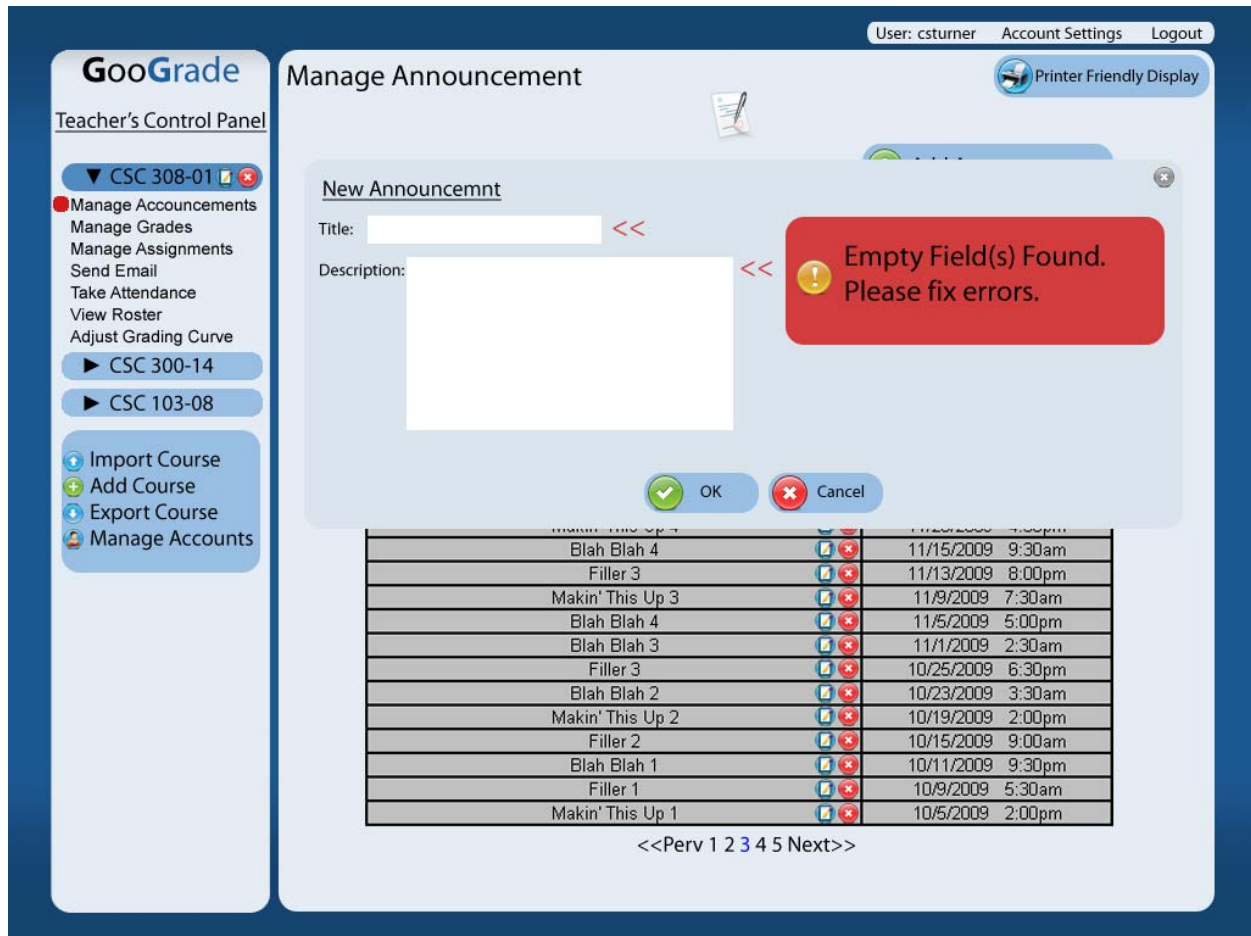 User: csturner Account Settings Logout
GooGrade
Teacher's Control Panel
▼ CSC 308-01
Manage Accouncements
Manage Grades
Manage Assignments
Send Email
Take Attendance
View Roster
Adjust Grading Curve
► CSC 300-14
► CSC 103-08
Import Course
Add Course
Export Course
Manage Accounts
Manage Announcement
Printer Friendly Display
New Announcemnt
Title: <<
Description: <<
Empty Field(s) Found.
Please fix errors.
OK Cancel
Makin' This Up 4
Blah Blah 4 11/15/2009 9:30am
Filler 3 11/13/2009 8:00pm
Makin' This Up 3 11/9/2009 7:30am
Blah Blah 4 11/5/2009 5:00pm
Blah Blah 3 11/1/2009 2:30am
Filler 3 10/25/2009 6:30pm
Blah Blah 2 10/23/2009 3:30am
Makin' This Up 2 10/19/2009 2:00pm
Filler 2 10/15/2009 9:00am
Blah Blah 1 10/11/2009 9:30pm
Filler 1 10/9/2009 5:30am
Makin' This Up 1 10/5/2009 2:00pm
<<Perv 1 2 3 4 5 Next>>